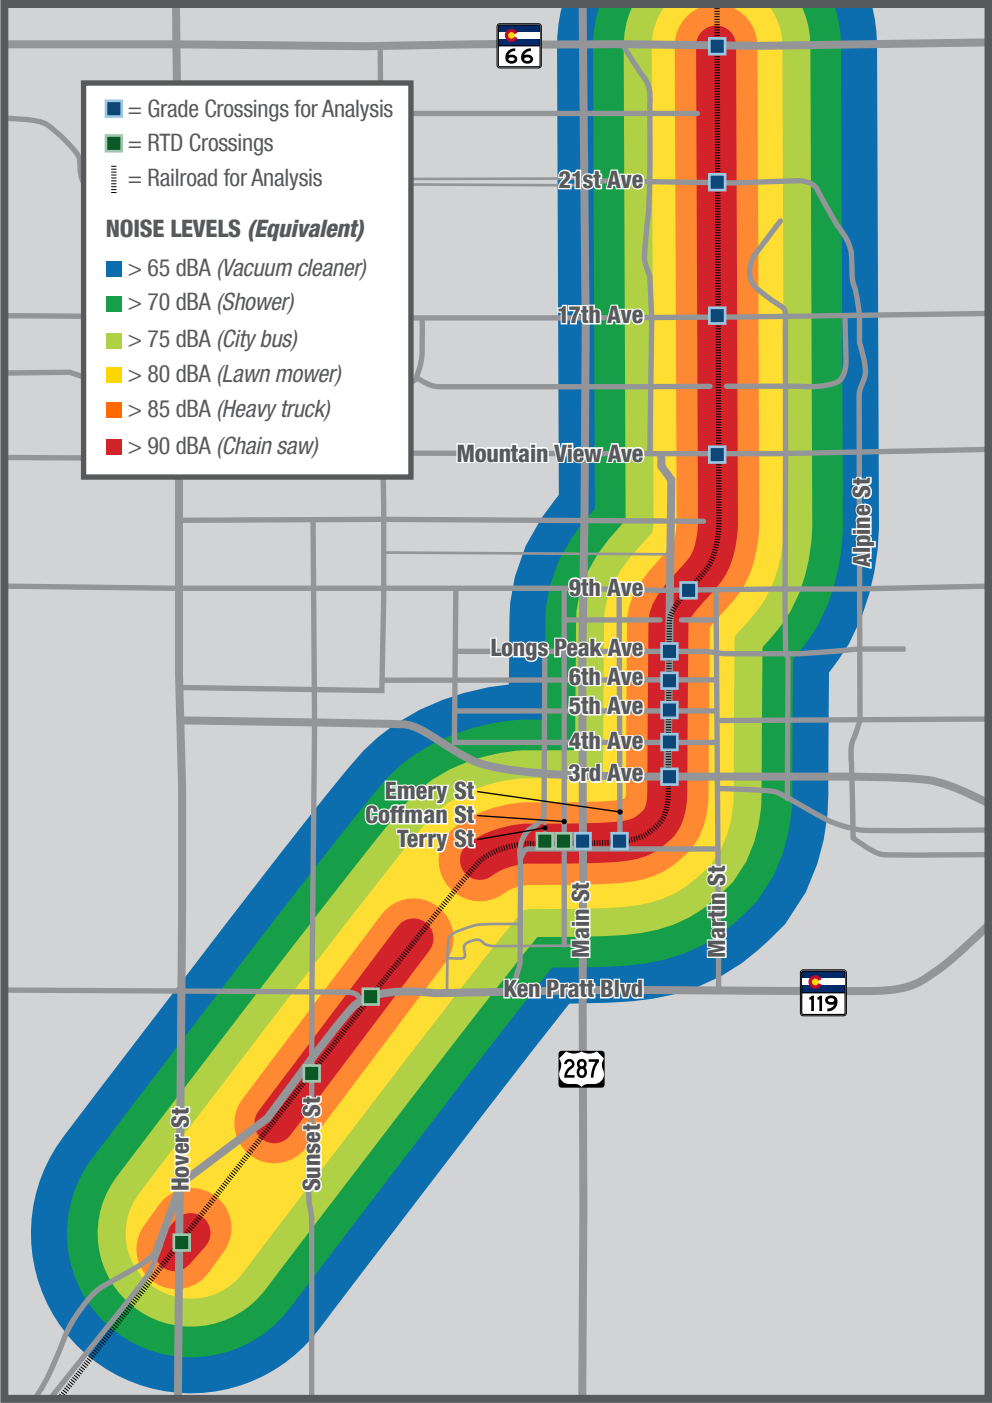 66
= Grade Crossings for Analysis
= RTD Crossings
= Railroad for Analysis
NOISE LEVELS (Equivalent)
> 65 dBA (Vacuum cleaner)
> 70 dBA (Shower)
> 75 dBA (City bus)
> 80 dBA (Lawn mower)
> 85 dBA (Heavy truck)
> 90 dBA (Chain saw)
21st Ave
17th Ave
Mountain View Ave
Alpine St
9th Ave
Longs Peak Ave
6th Ave
5th Ave
4th Ave
3rd Ave
Emery St
Coffman St
Terry St
Main St
Martin St
Ken Pratt Blvd
119
287
Hover St
Sunset St